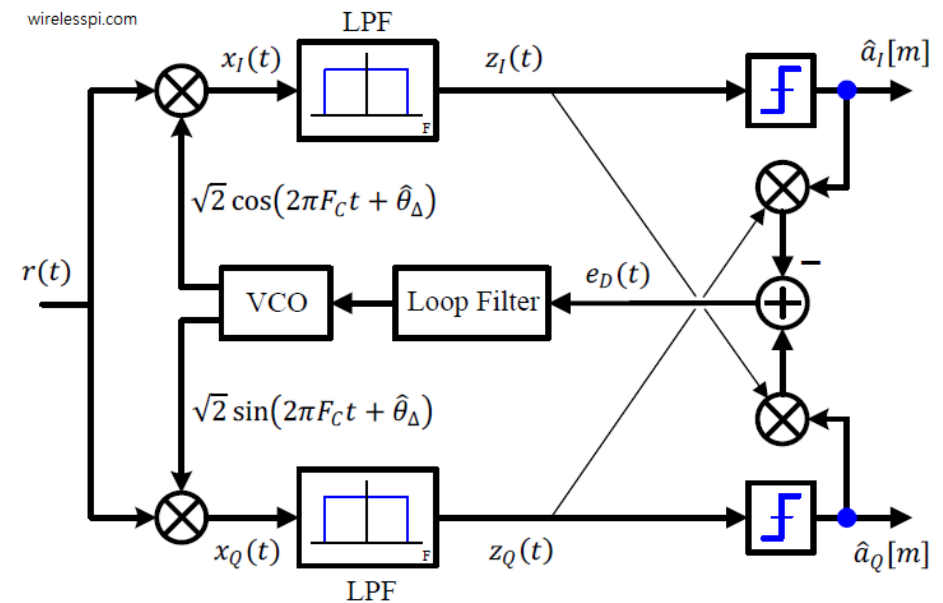 wirelesspi.com
LPF
x_I(t)
z_I(t)
â_I[m]
F
√2 cos(2πF_C t + θ̂_Δ)
r(t)
VCO
Loop Filter
e_D(t)
−
+
√2 sin(2πF_C t + θ̂_Δ)
x_Q(t)
F
z_Q(t)
â_Q[m]
LPF